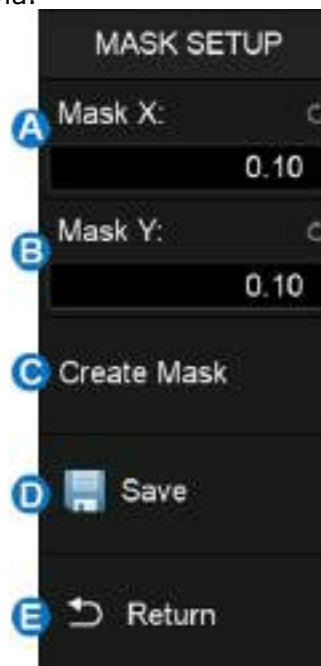 MASK SETUP
A Mask X:
0.10
B Mask Y:
0.10
C Create Mask
D Save
E Return